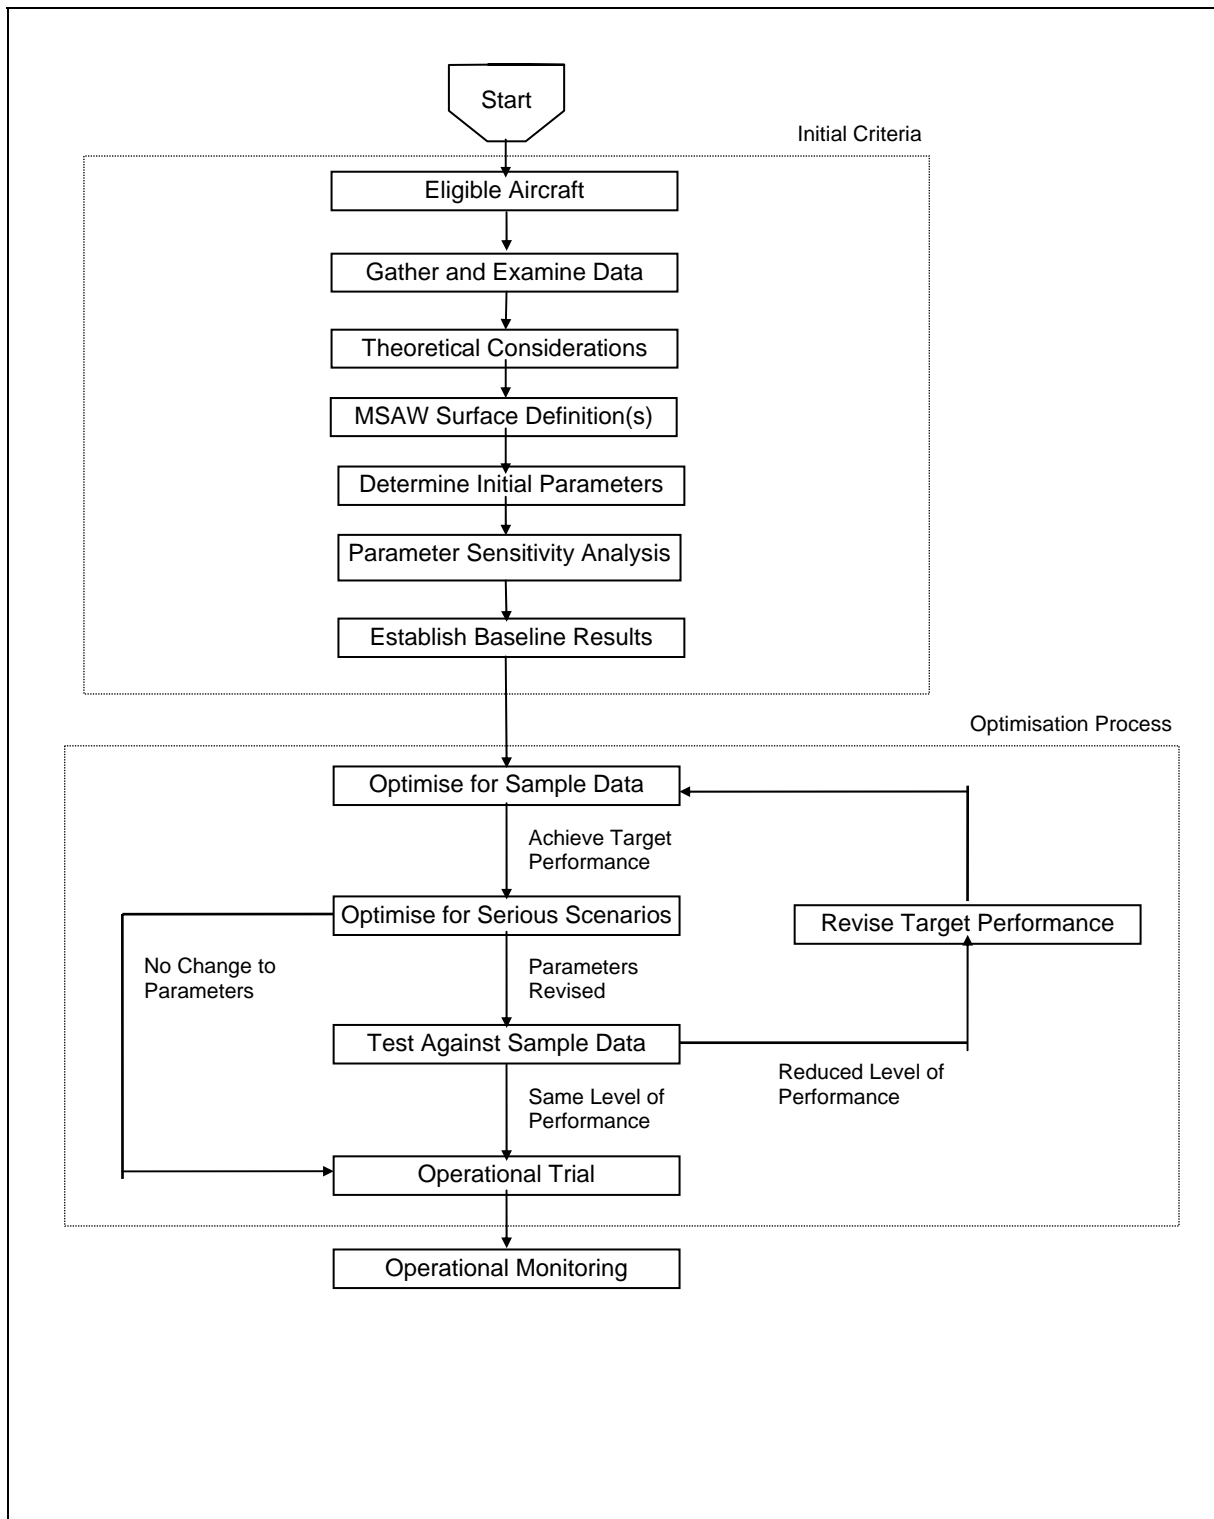 Start
Initial Criteria
Eligible Aircraft
Gather and Examine Data
Theoretical Considerations
MSAW Surface Definition(s)
Determine Initial Parameters
Parameter Sensitivity Analysis
Establish Baseline Results
Optimisation Process
Optimise for Sample Data
Achieve Target
Performance
Optimise for Serious Scenarios
Revise Target Performance
No Change to
Parameters
Parameters
Revised
Test Against Sample Data
Reduced Level of
Performance
Same Level of
Performance
Operational Trial
Operational Monitoring